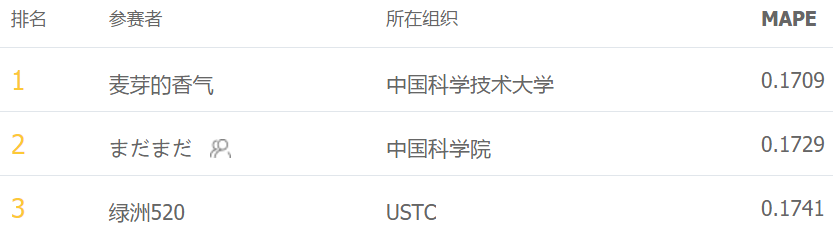 排名 参赛者 所在组织 MAPE
1 麦芽的香气 中国科学技术大学 0.1709
2 まだまだ 中国科学院 0.1729
3 绿洲520 USTC 0.1741